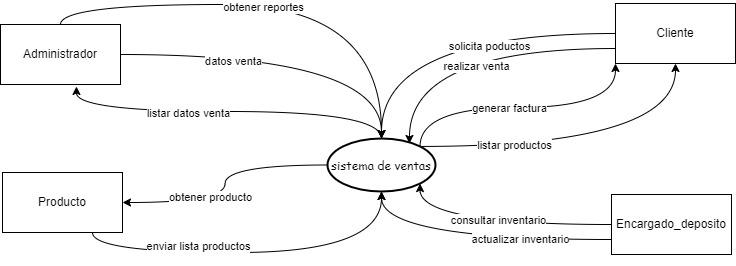 obtener reportes
Administrador
datos venta
listar datos venta
Cliente
solicita poductos
realizar venta
generar factura
listar productos
sistema de ventas
Producto
obtener producto
enviar lista productos
consultar inventario
Encargado_deposito
actualizar inventario